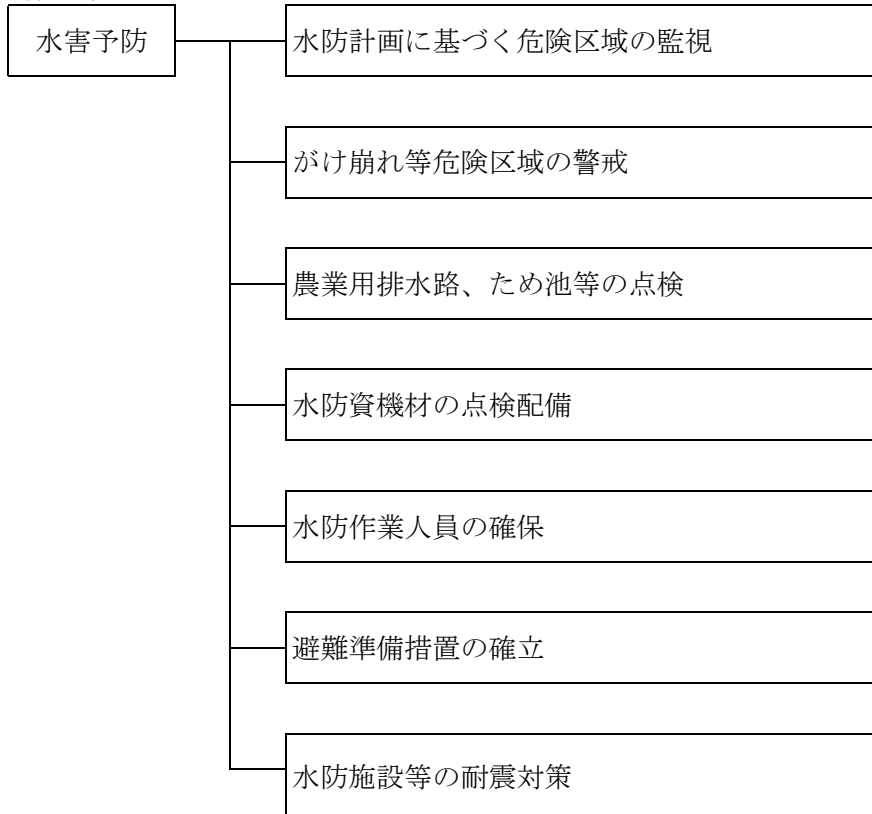 水害予防
水防計画に基づく危険区域の監視
がけ崩れ等危険区域の警戒
農業用排水路、ため池等の点検
水防資機材の点検配備
水防作業人員の確保
避難準備措置の確立
水防施設等の耐震対策